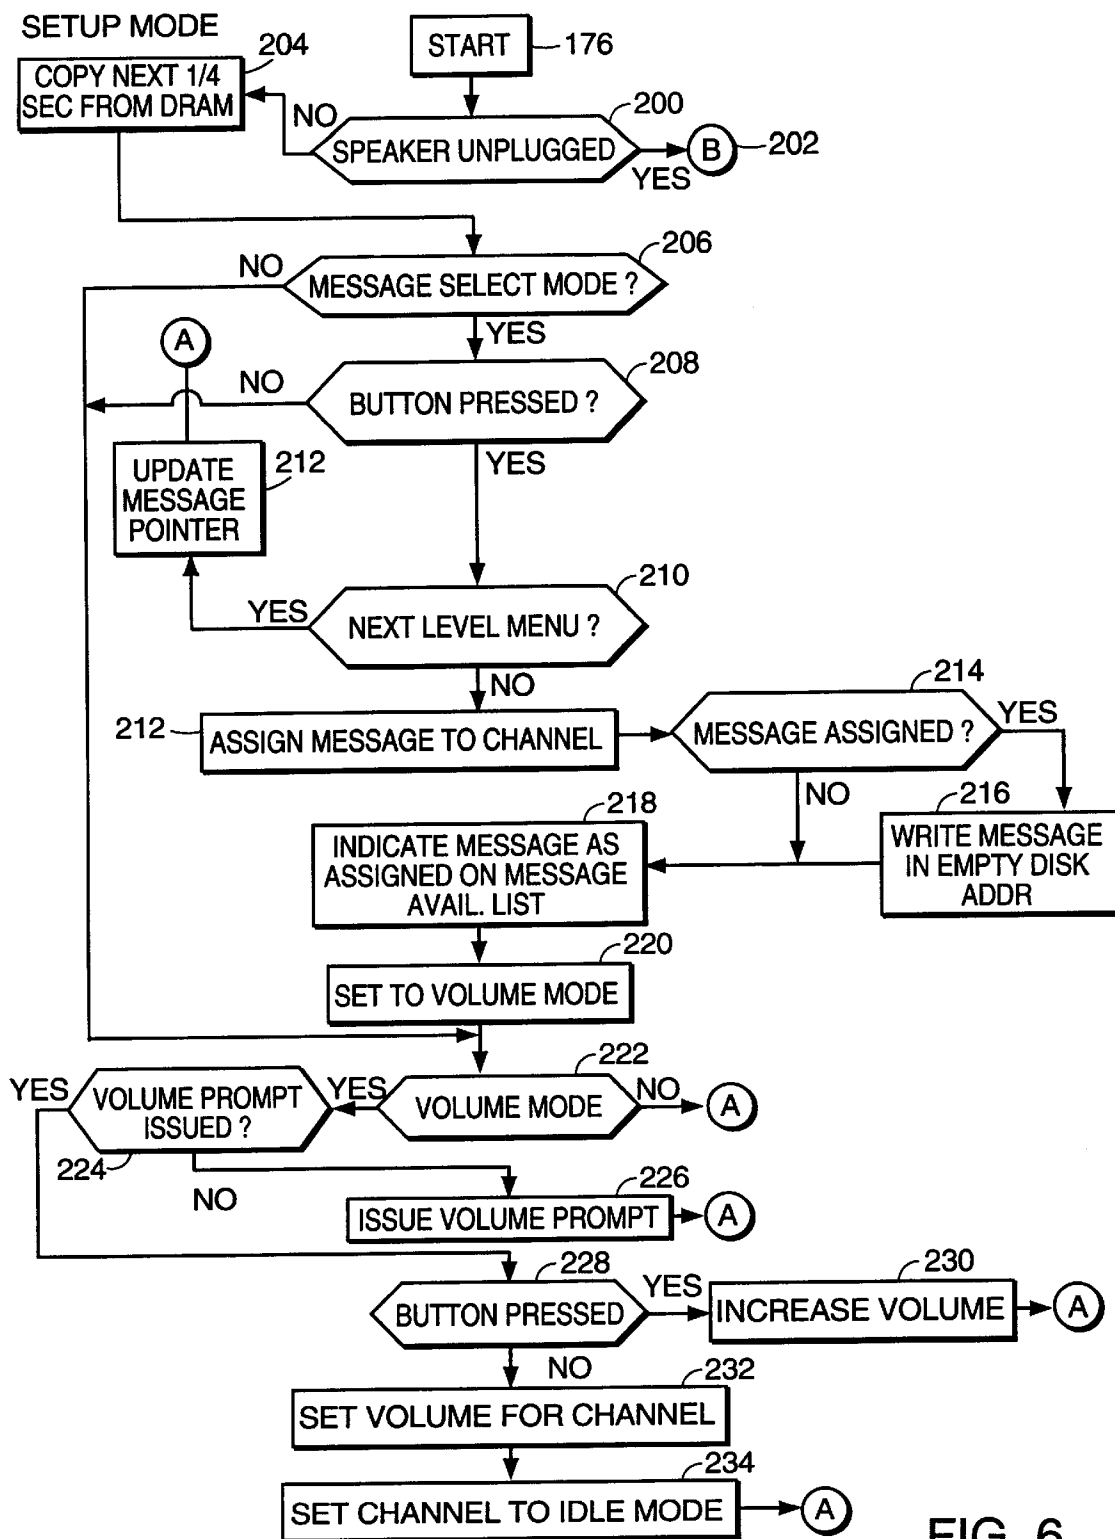 SETUP MODE
START
176
204
COPY NEXT 1/4
SEC FROM DRAM
NO
200
SPEAKER UNPLUGGED
YES
B
202
206
NO
MESSAGE SELECT MODE ?
YES
A
208
NO
BUTTON PRESSED ?
YES
UPDATE
MESSAGE
POINTER
212
210
YES
NEXT LEVEL MENU ?
NO
214
212
ASSIGN MESSAGE TO CHANNEL
MESSAGE ASSIGNED ?
YES
NO
218
216
INDICATE MESSAGE AS
ASSIGNED ON MESSAGE
AVAIL. LIST
WRITE MESSAGE
IN EMPTY DISK
ADDR
220
SET TO VOLUME MODE
222
YES
VOLUME PROMPT
ISSUED ?
YES
VOLUME MODE
NO
A
224
NO
226
ISSUE VOLUME PROMPT
A
228
BUTTON PRESSED
YES
230
INCREASE VOLUME
A
NO
232
SET VOLUME FOR CHANNEL
234
SET CHANNEL TO IDLE MODE
A
FIG. 6